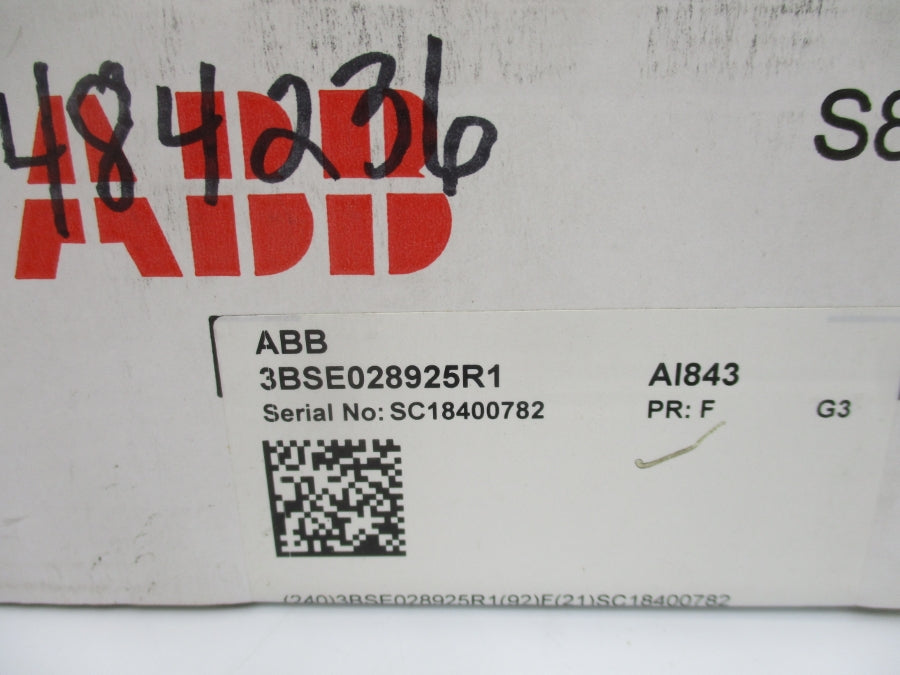 484236
ABB
S8
ABB
3BSE028925R1 AI843
Serial No: SC18400782 PR: F G3
(240)3BSE028925R1(92)F(21)SC18400782